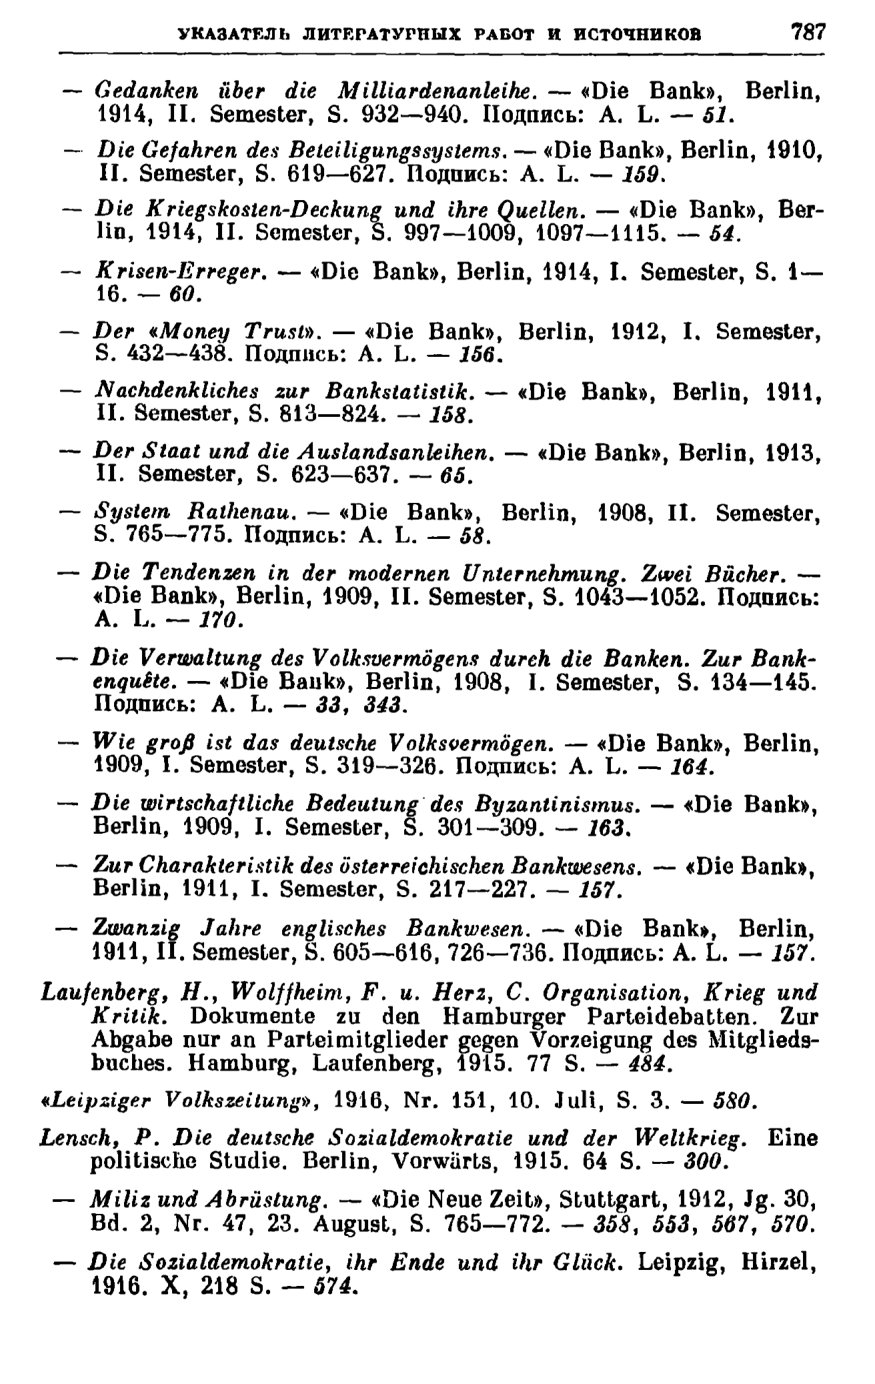 УКАЗАТЕЛЬ ЛИТЕРАТУРНЫХ РАБОТ И ИСТОЧНИКОВ 787
— Gedanken über die Milliardenanleihe. — «Die Bank», Berlin,
1914, II. Semester, S. 932—940. Подпись: A. L. — 51.
— Die Gefahren des Beteiligungssystems. — «Die Bank», Berlin, 1910,
II. Semester, S. 619—627. Подпись: A. L. — 159.
— Die Kriegskosten-Deckung und ihre Quellen. — «Die Bank», Ber-
lin, 1914, II. Semester, S. 997—1009, 1097—1115. — 54.
— Krisen-Erreger. — «Die Bank», Berlin, 1914, I. Semester, S. 1—
16. — 60.
— Der «Money Trust». — «Die Bank», Berlin, 1912, I. Semester,
S. 432—438. Подпись: A. L. — 156.
— Nachdenkliches zur Bankstatistik. — «Die Bank», Berlin, 1911,
II. Semester, S. 813—824. — 158.
— Der Staat und die Auslandsanleihen. — «Die Bank», Berlin, 1913,
II. Semester, S. 623—637. — 65.
— System Rathenau. — «Die Bank», Berlin, 1908, II. Semester,
S. 765—775. Подпись: A. L. — 58.
— Die Tendenzen in der modernen Unternehmung. Zwei Bücher. —
«Die Bank», Berlin, 1909, II. Semester, S. 1043—1052. Подпись:
A. L. — 170.
— Die Verwaltung des Volksvermögens durch die Banken. Zur Bank-
enquête. — «Die Bank», Berlin, 1908, I. Semester, S. 134—145.
Подпись: A. L. — 33, 343.
— Wie groß ist das deutsche Volksvermögen. — «Die Bank», Berlin,
1909, I. Semester, S. 319—326. Подпись: A. L. — 164.
— Die wirtschaftliche Bedeutung des Byzantinismus. — «Die Bank»,
Berlin, 1909, I. Semester, S. 301—309. — 163.
— Zur Charakteristik des österreichischen Bankwesens. — «Die Bank»,
Berlin, 1911, I. Semester, S. 217—227. — 157.
— Zwanzig Jahre englisches Bankwesen. — «Die Bank», Berlin,
1911, II. Semester, S. 605—616, 726—736. Подпись: A. L. — 157.
Laufenberg, H., Wolffheim, F. u. Herz, C. Organisation, Krieg und
Kritik. Dokumente zu den Hamburger Parteidebatten. Zur
Abgabe nur an Parteimitglieder gegen Vorzeigung des Mitglieds-
buches. Hamburg, Laufenberg, 1915. 77 S. — 484.
«Leipziger Volkszeitung», 1916, Nr. 151, 10. Juli, S. 3. — 580.
Lensch, P. Die deutsche Sozialdemokratie und der Weltkrieg. Eine
politische Studie. Berlin, Vorwärts, 1915. 64 S. — 300.
— Miliz und Abrüstung. — «Die Neue Zeit», Stuttgart, 1912, Jg. 30,
Bd. 2, Nr. 47, 23. August, S. 765—772. — 358, 553, 567, 570.
— Die Sozialdemokratie, ihr Ende und ihr Glück. Leipzig, Hirzel,
1916. X, 218 S. — 574.